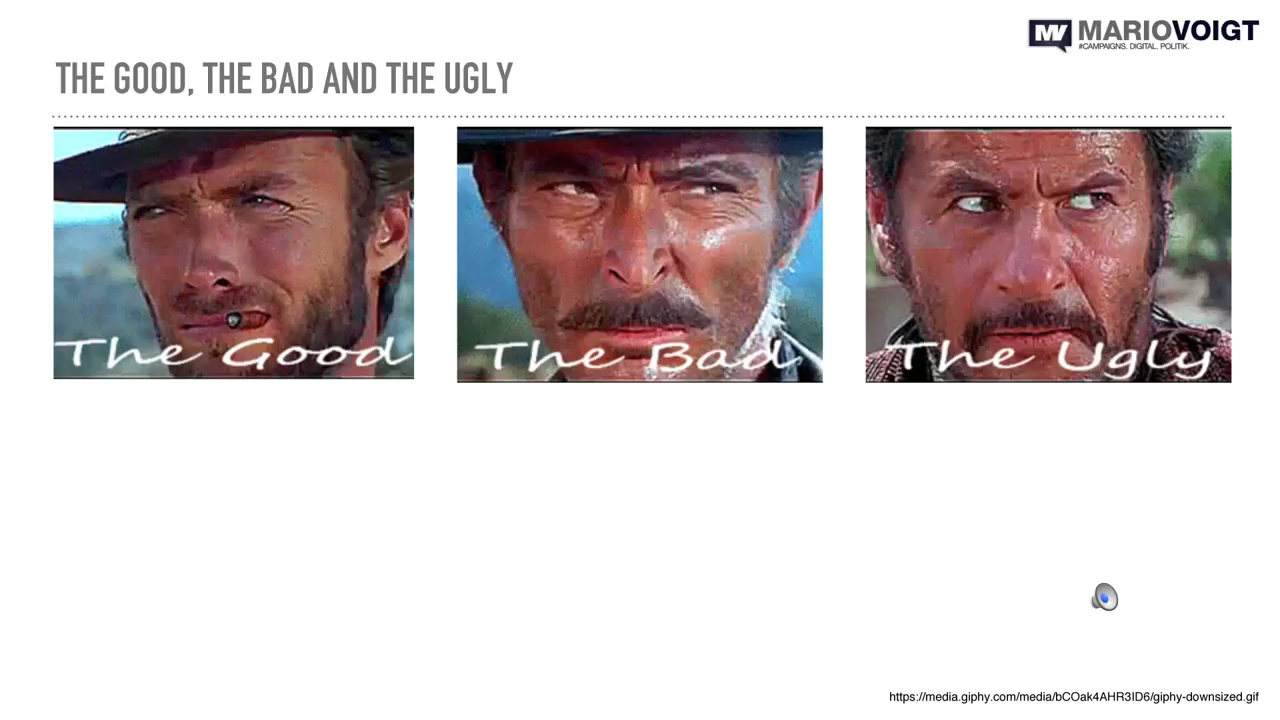 MW MARIOVOIGT
#CAMPAIGNS. DIGITAL. POLITIK.
THE GOOD, THE BAD AND THE UGLY
The Good
The Bad
The Ugly
https://media.giphy.com/media/bCOak4AHR3ID6/giphy-downsized.gif